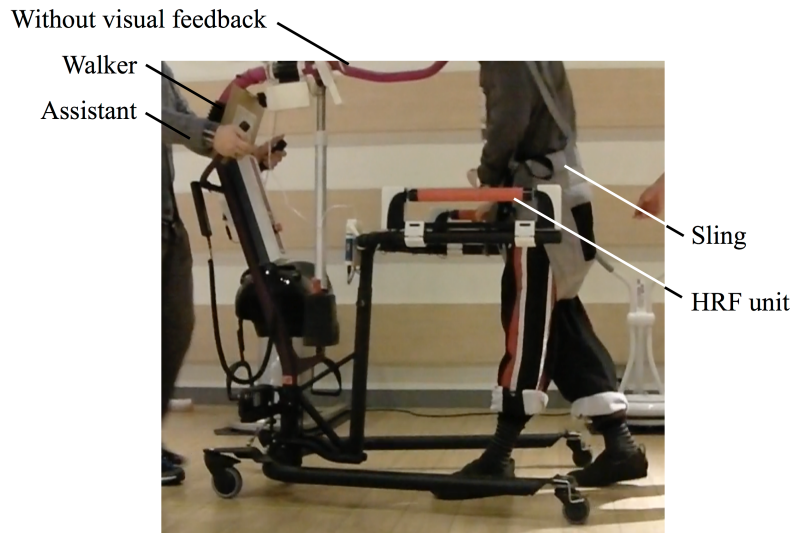 Without visual feedback
Walker
Assistant
Sling
HRF unit